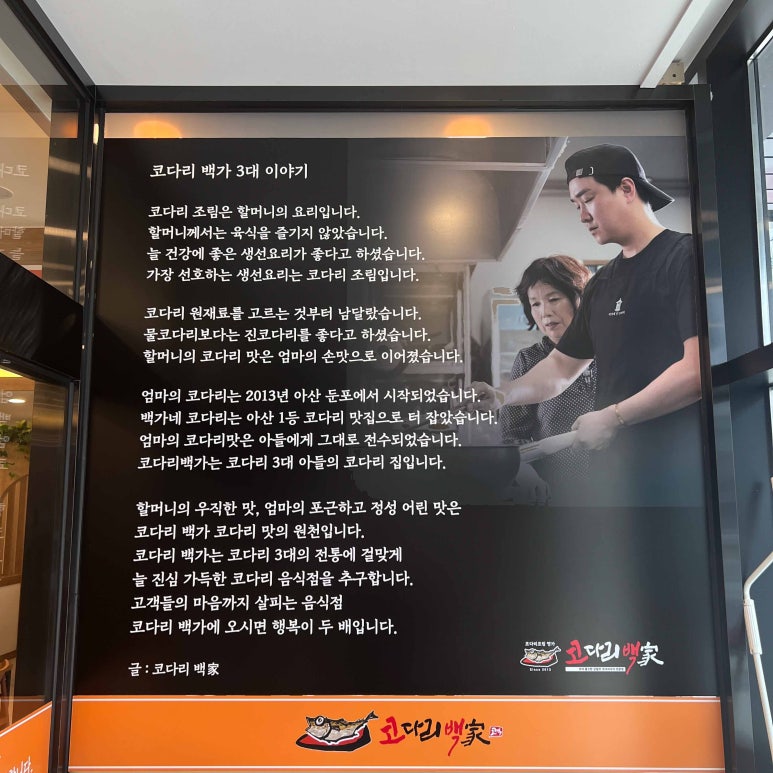 코다리 백가 3대 이야기
코다리 조림은 할머니의 요리입니다.
할머니께서는 육식을 즐기지 않았습니다.
늘 건강에 좋은 생선요리가 좋다고 하셨습니다.
가장 선호하는 생선요리는 코다리 조림입니다.
코다리 원재료를 고르는 것부터 남달랐습니다.
물코다리보다는 진코다리를 좋다고 하셨습니다.
할머니의 코다리 맛은 엄마의 손맛으로 이어졌습니다.
엄마의 코다리는 2013년 아산 둔포에서 시작되었습니다.
백가네 코다리는 아산 1등 코다리 맛집으로 터 잡았습니다.
엄마의 코다리맛은 아들에게 그대로 전수되었습니다.
코다리백가는 코다리 3대 아들의 코다리 집입니다.
할머니의 우직한 맛, 엄마의 포근하고 정성 어린 맛은
코다리 백가 코다리 맛의 원천입니다.
코다리 백가는 코다리 3대의 전통에 걸맞게
늘 진심 가득한 코다리 음식점을 추구합니다.
고객들의 마음까지 살피는 음식점
코다리 백가에 오시면 행복이 두 배입니다.
글 : 코다리 백家
코다리조림 명가
Since 2013
코다리백家
코다리백家
니다.